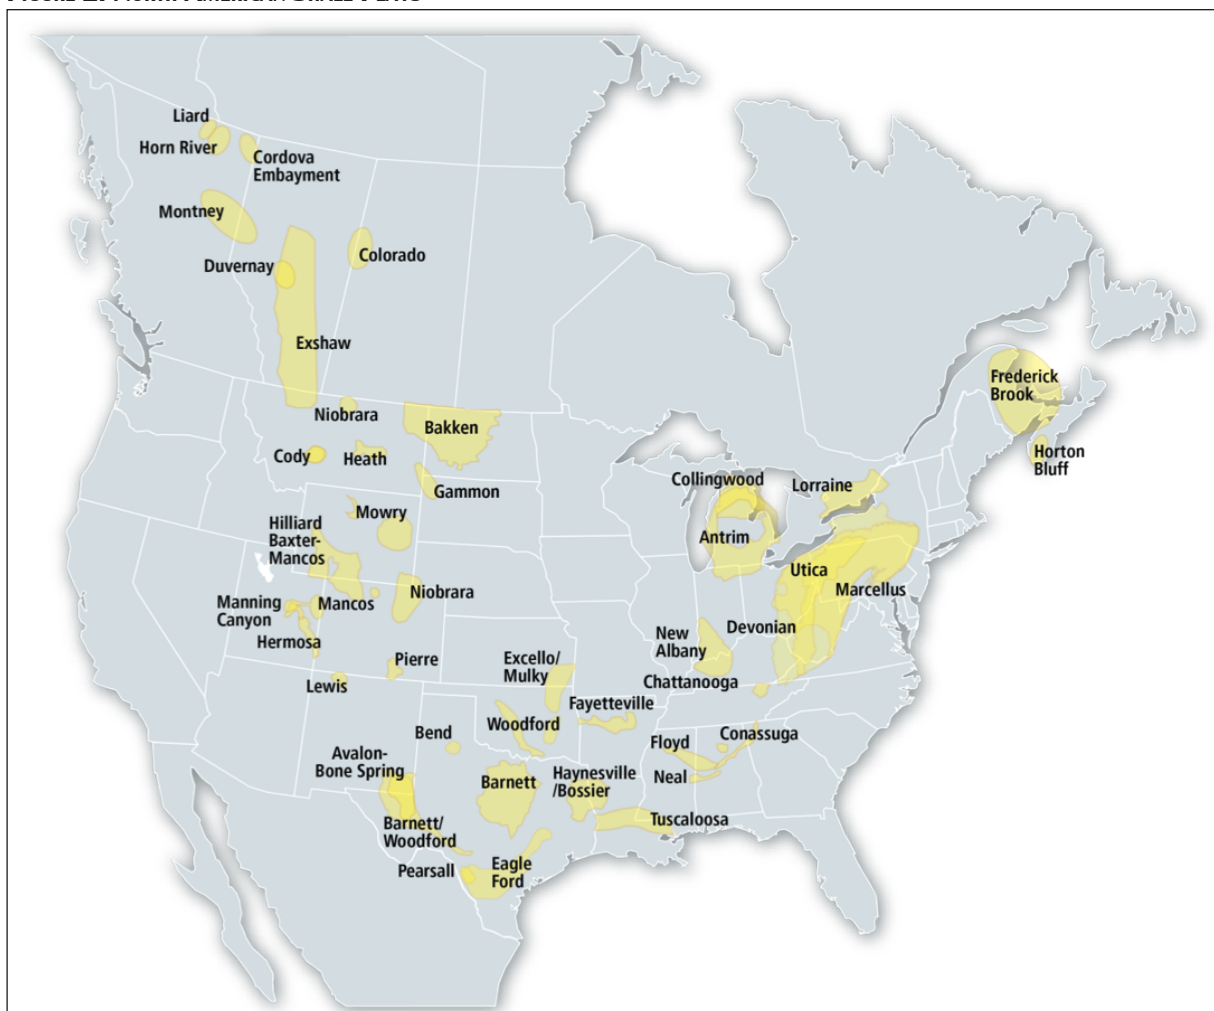 Liard
Horn River
Cordova
Embayment
Montney
Duvernay
Colorado
Exshaw
Frederick
Brook
Niobrara
Bakken
Cody
Heath
Horton
Bluff
Gammon
Collingwood
Lorraine
Mowry
Hilliard
Baxter-
Mancos
Antrim
Utica
Marcellus
Niobrara
Manning
Canyon
Mancos
Hermosa
New
Albany
Devonian
Pierre
Excello/
Mulky
Lewis
Chattanooga
Fayetteville
Woodford
Bend
Floyd
Conassuga
Avalon-
Bone Spring
Barnett
Haynesville
/Bossier
Neal
Barnett/
Woodford
Tuscaloosa
Pearsall
Eagle
Ford